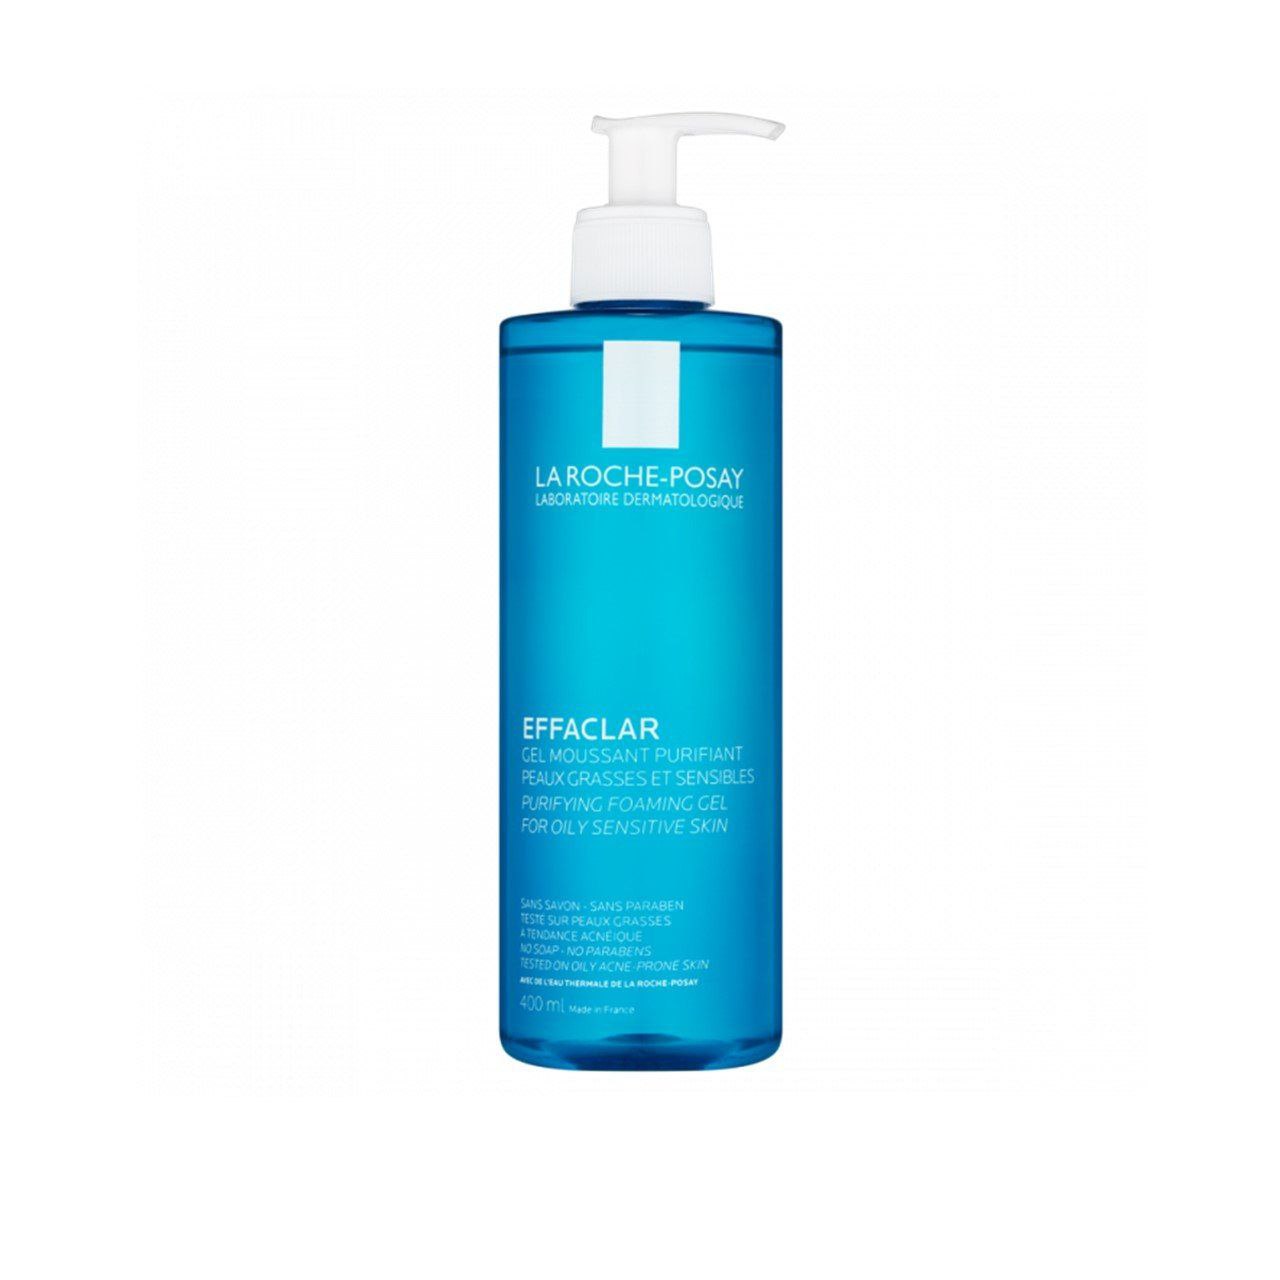 LA ROCHE-POSAY
LABORATOIRE DERMATOLOGIQUE
EFFACLAR
GEL MOUSSANT PURIFIANT
PEAUX GRASSES ET SENSIBLES
PURIFYING FOAMING GEL
FOR OILY SENSITIVE SKIN
SANS SAVON - SANS PARABEN
TESTÉ SUR PEAUX GRASSES
À TENDANCE ACNÉIQUE
NO SOAP - NO PARABENS
TESTED ON OILY ACNE-PRONE SKIN
AVEC DE L'EAU THERMALE DE LA ROCHE-POSAY
400 ml Made in France